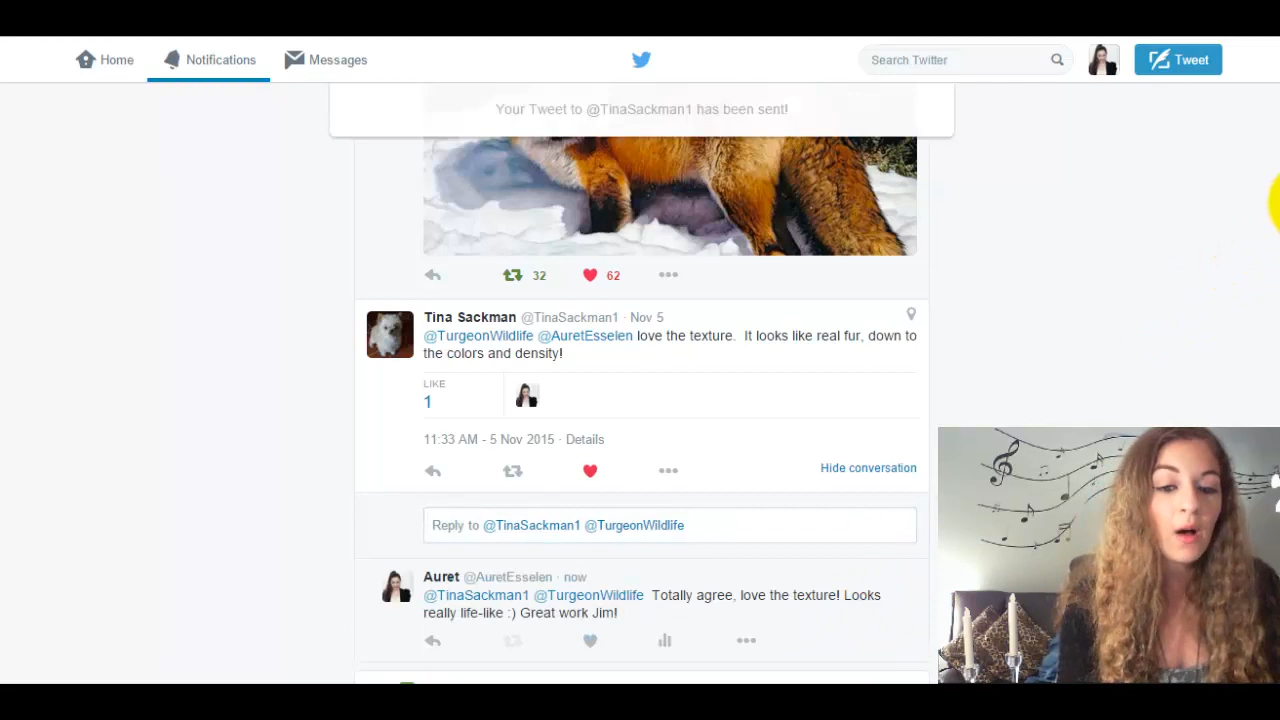 Home Notifications Messages Search Twitter Tweet
Your Tweet to @TinaSackman1 has been sent!
32 62
Tina Sackman @TinaSackman1 · Nov 5
@TurgeonWildlife @AuretEsselen love the texture. It looks like real fur, down to
the colors and density!
LIKE
1
11:33 AM - 5 Nov 2015 · Details
Hide conversation
Reply to @TinaSackman1 @TurgeonWildlife
Auret @AuretEsselen · now
@TinaSackman1 @TurgeonWildlife Totally agree, love the texture! Looks
really life-like :) Great work Jim!